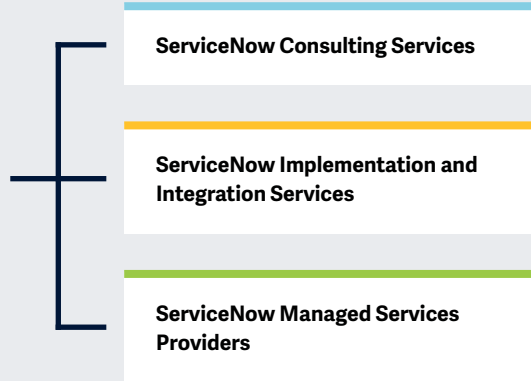 ServiceNow Consulting Services
ServiceNow Implementation and
Integration Services
ServiceNow Managed Services
Providers